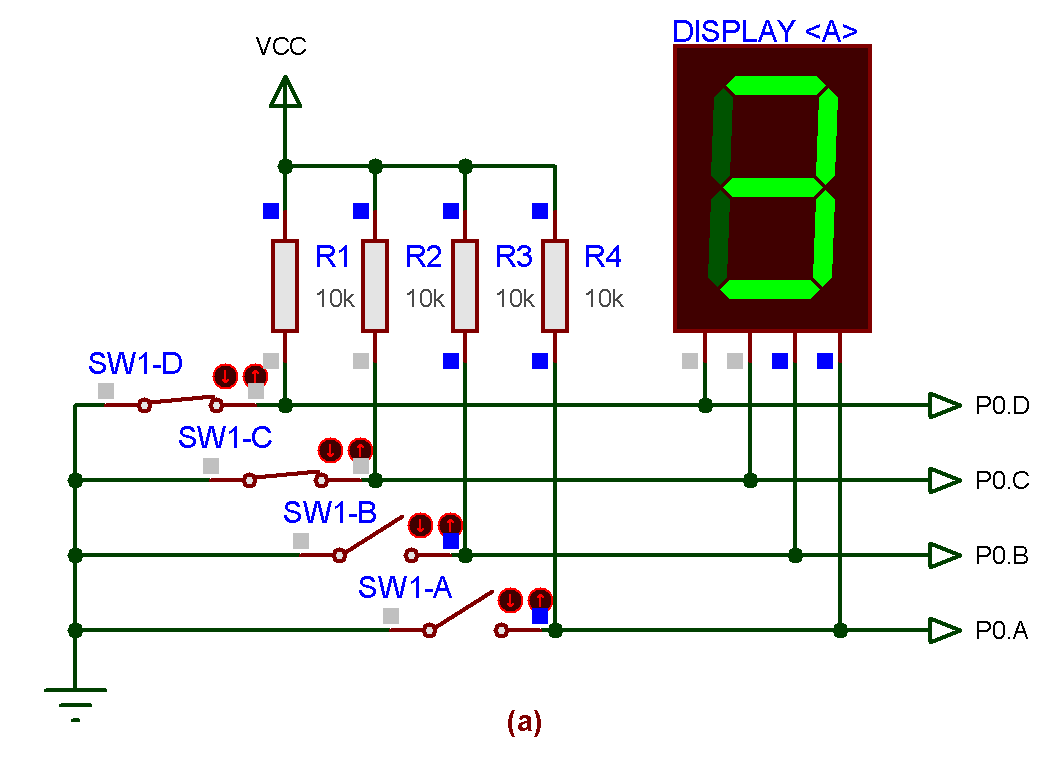 DISPLAY <A>
VCC
R1
R2
R3
R4
10k
10k
10k
10k
SW1-D
P0.D
SW1-C
P0.C
SW1-B
P0.B
SW1-A
P0.A
(a)